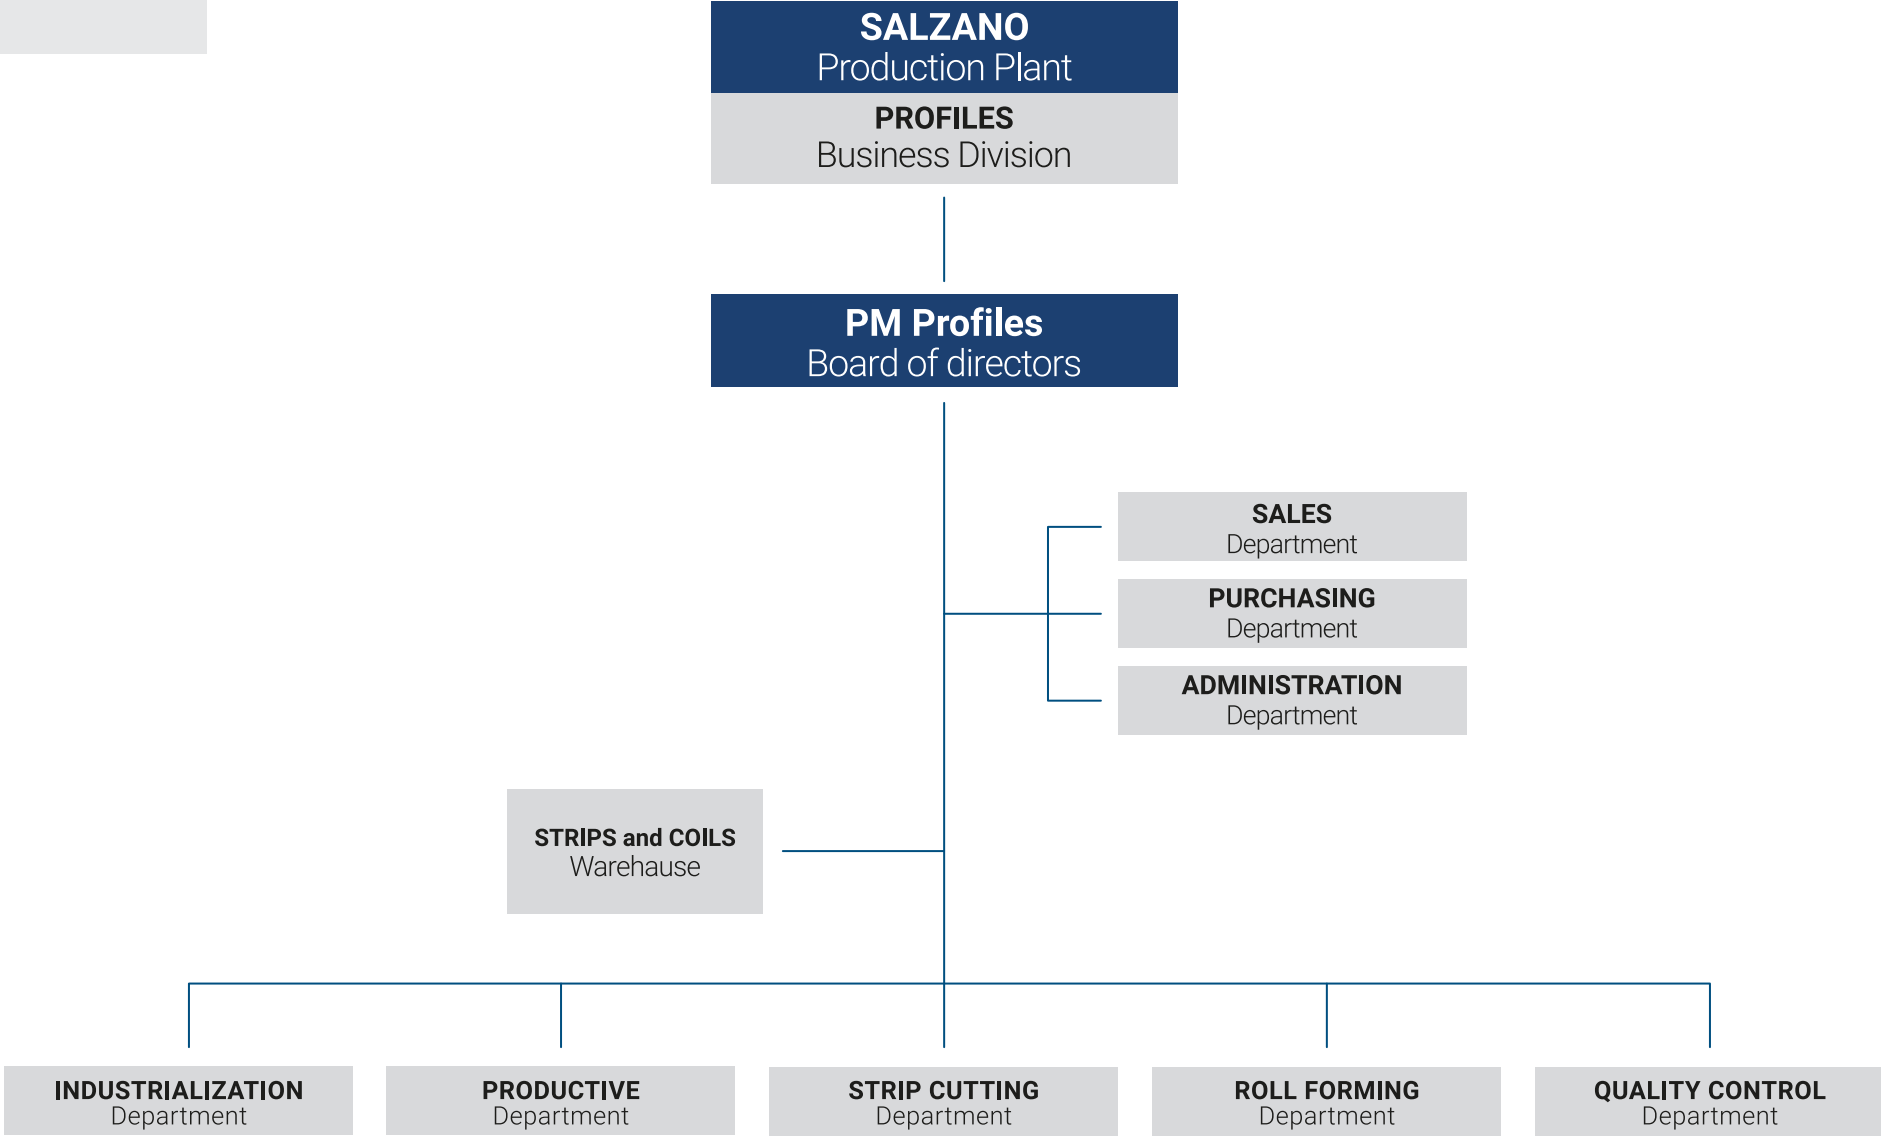 SALZANO
Production Plant
PROFILES
Business Division
PM Profiles
Board of directors
SALES
Department
PURCHASING
Department
ADMINISTRATION
Department
STRIPS and COILS
Warehause
INDUSTRIALIZATION
Department
PRODUCTIVE
Department
STRIP CUTTING
Department
ROLL FORMING
Department
QUALITY CONTROL
Department